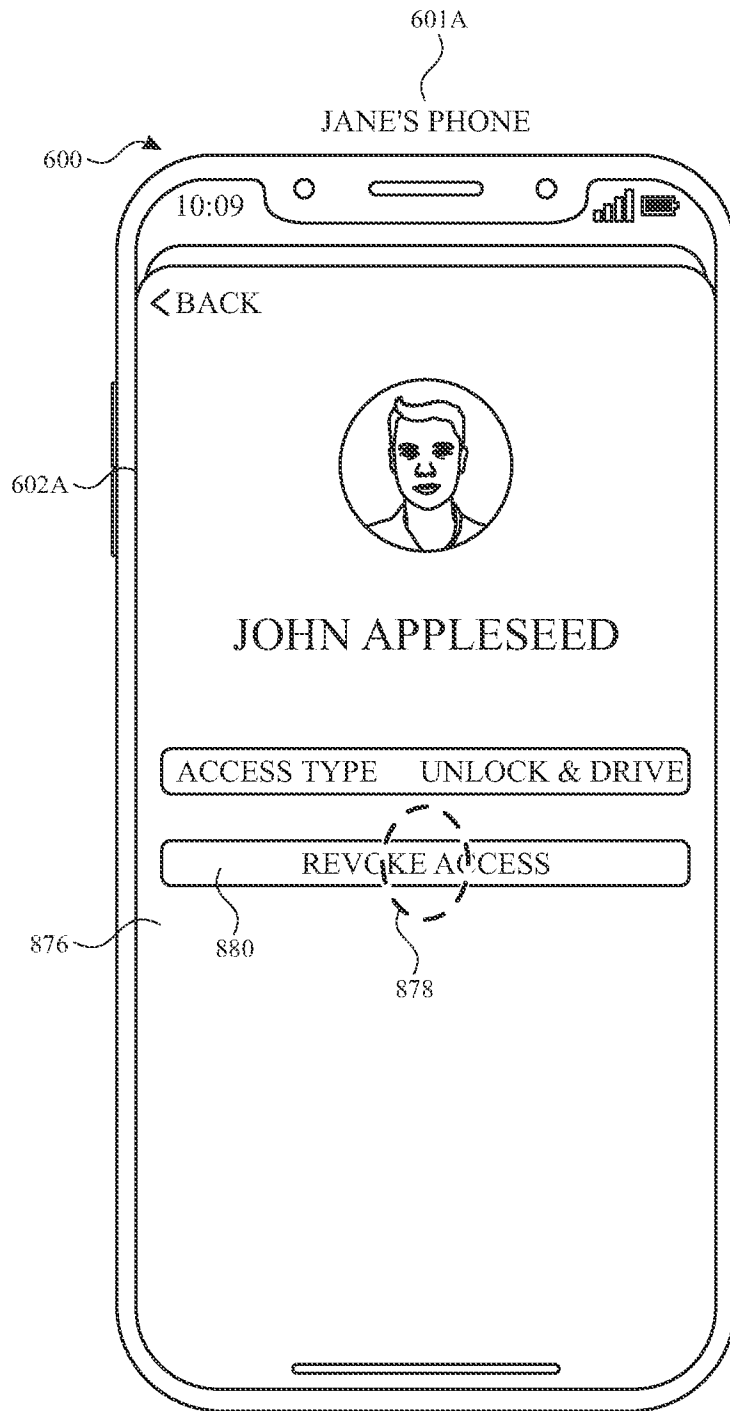 601A
JANE'S PHONE
600
10:09
<BACK
602A
JOHN APPLESEED
ACCESS TYPE UNLOCK & DRIVE
REVOKE ACCESS
876
880
878